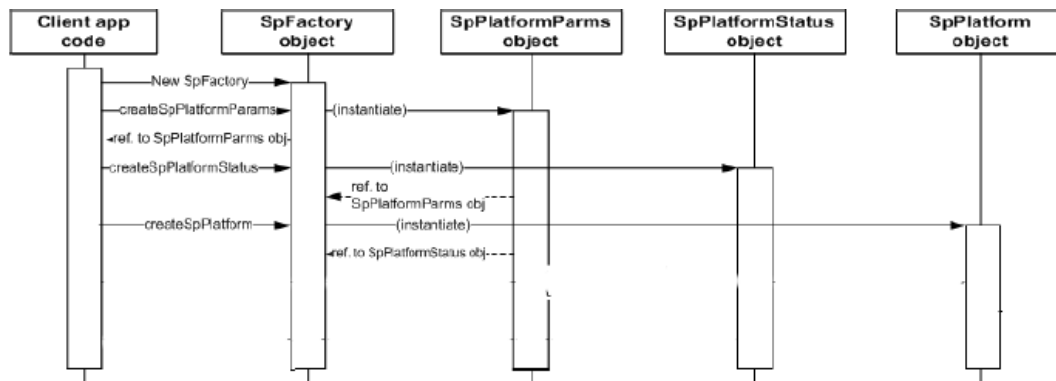 Client app
code
SpFactory
object
SpPlatformParms
object
SpPlatformStatus
object
SpPlatform
object
New SpFactory
createSpPlatformParams
(instantiate)
ref. to SpPlatformParms obj
createSpPlatformStatus
(instantiate)
ref. to
SpPlatformParms obj
createSpPlatform
(instantiate)
ref. to SpPlatformStatus obj